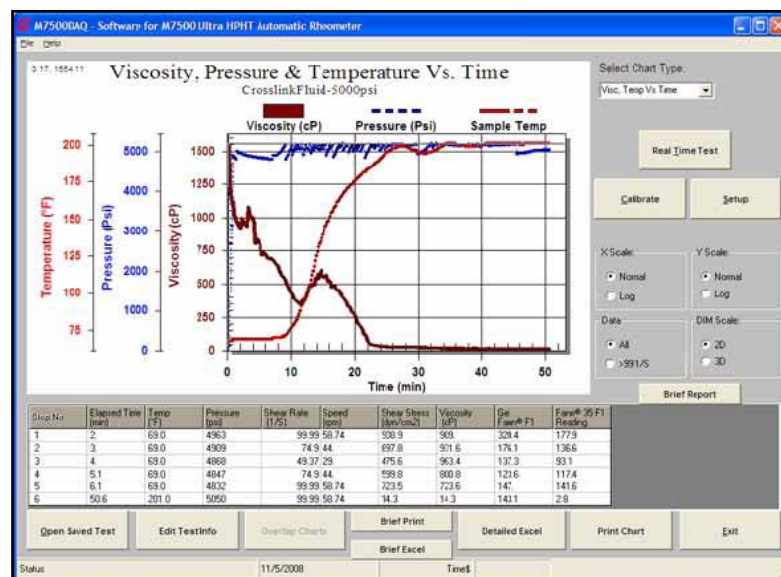 M7500DAQ - Software for M7500 Ultra HPHT Automatic Rheometer
File Help
Viscosity, Pressure & Temperature Vs. Time
CrosslinkFluid-5000psi
Viscosity (cP) Pressure (Psi) Sample Temp
200 5000 1500
4000 1250
175
1000
150 3000
Temperature (°F) Pressure (Psi) Viscosity (cP)
750
125 2000
500
100
1000 250
75
0 0
0 10 20 30 40 50 60
Time (min)
Select Chart Type:
Visc, Temp Vs Time
Real Time Test
Calibrate Setup
X Scale: Y Scale:
Normal Normal
Log Log
Data DIM Scale:
All 2D
>991/S 3D
Brief Report
Step No Elapsed Time (min) Temp (°F) Pressure (psi) Shear Rate (1/S) Speed (rpm) Shear Stress (dyn/cm2) Viscosity (cP) Fann® F1 Fann® 35 F1 Reading
1 2. 69.0 4963 99.99 58.74 908.9 909. 328.4 177.9
2 3. 69.0 4909 74.9 44. 697.8 931.6 136.6
3 4. 69.0 4868 49.37 29. 475.6 963.4 137.3 93.1
4 5.1 69.0 4847 74.9 44. 599.8 800.8 123.6 117.4
5 6.1 69.0 4832 99.99 58.74 723.5 723.6 147. 141.6
6 50.6 201.0 5050 99.99 58.74 14.3 14.3 2.8
Open Saved Test Edit TestInfo Overlap Charts Brief Print Detailed Excel Print Chart Exit
Brief Excel
Status 11/5/2008 Time$